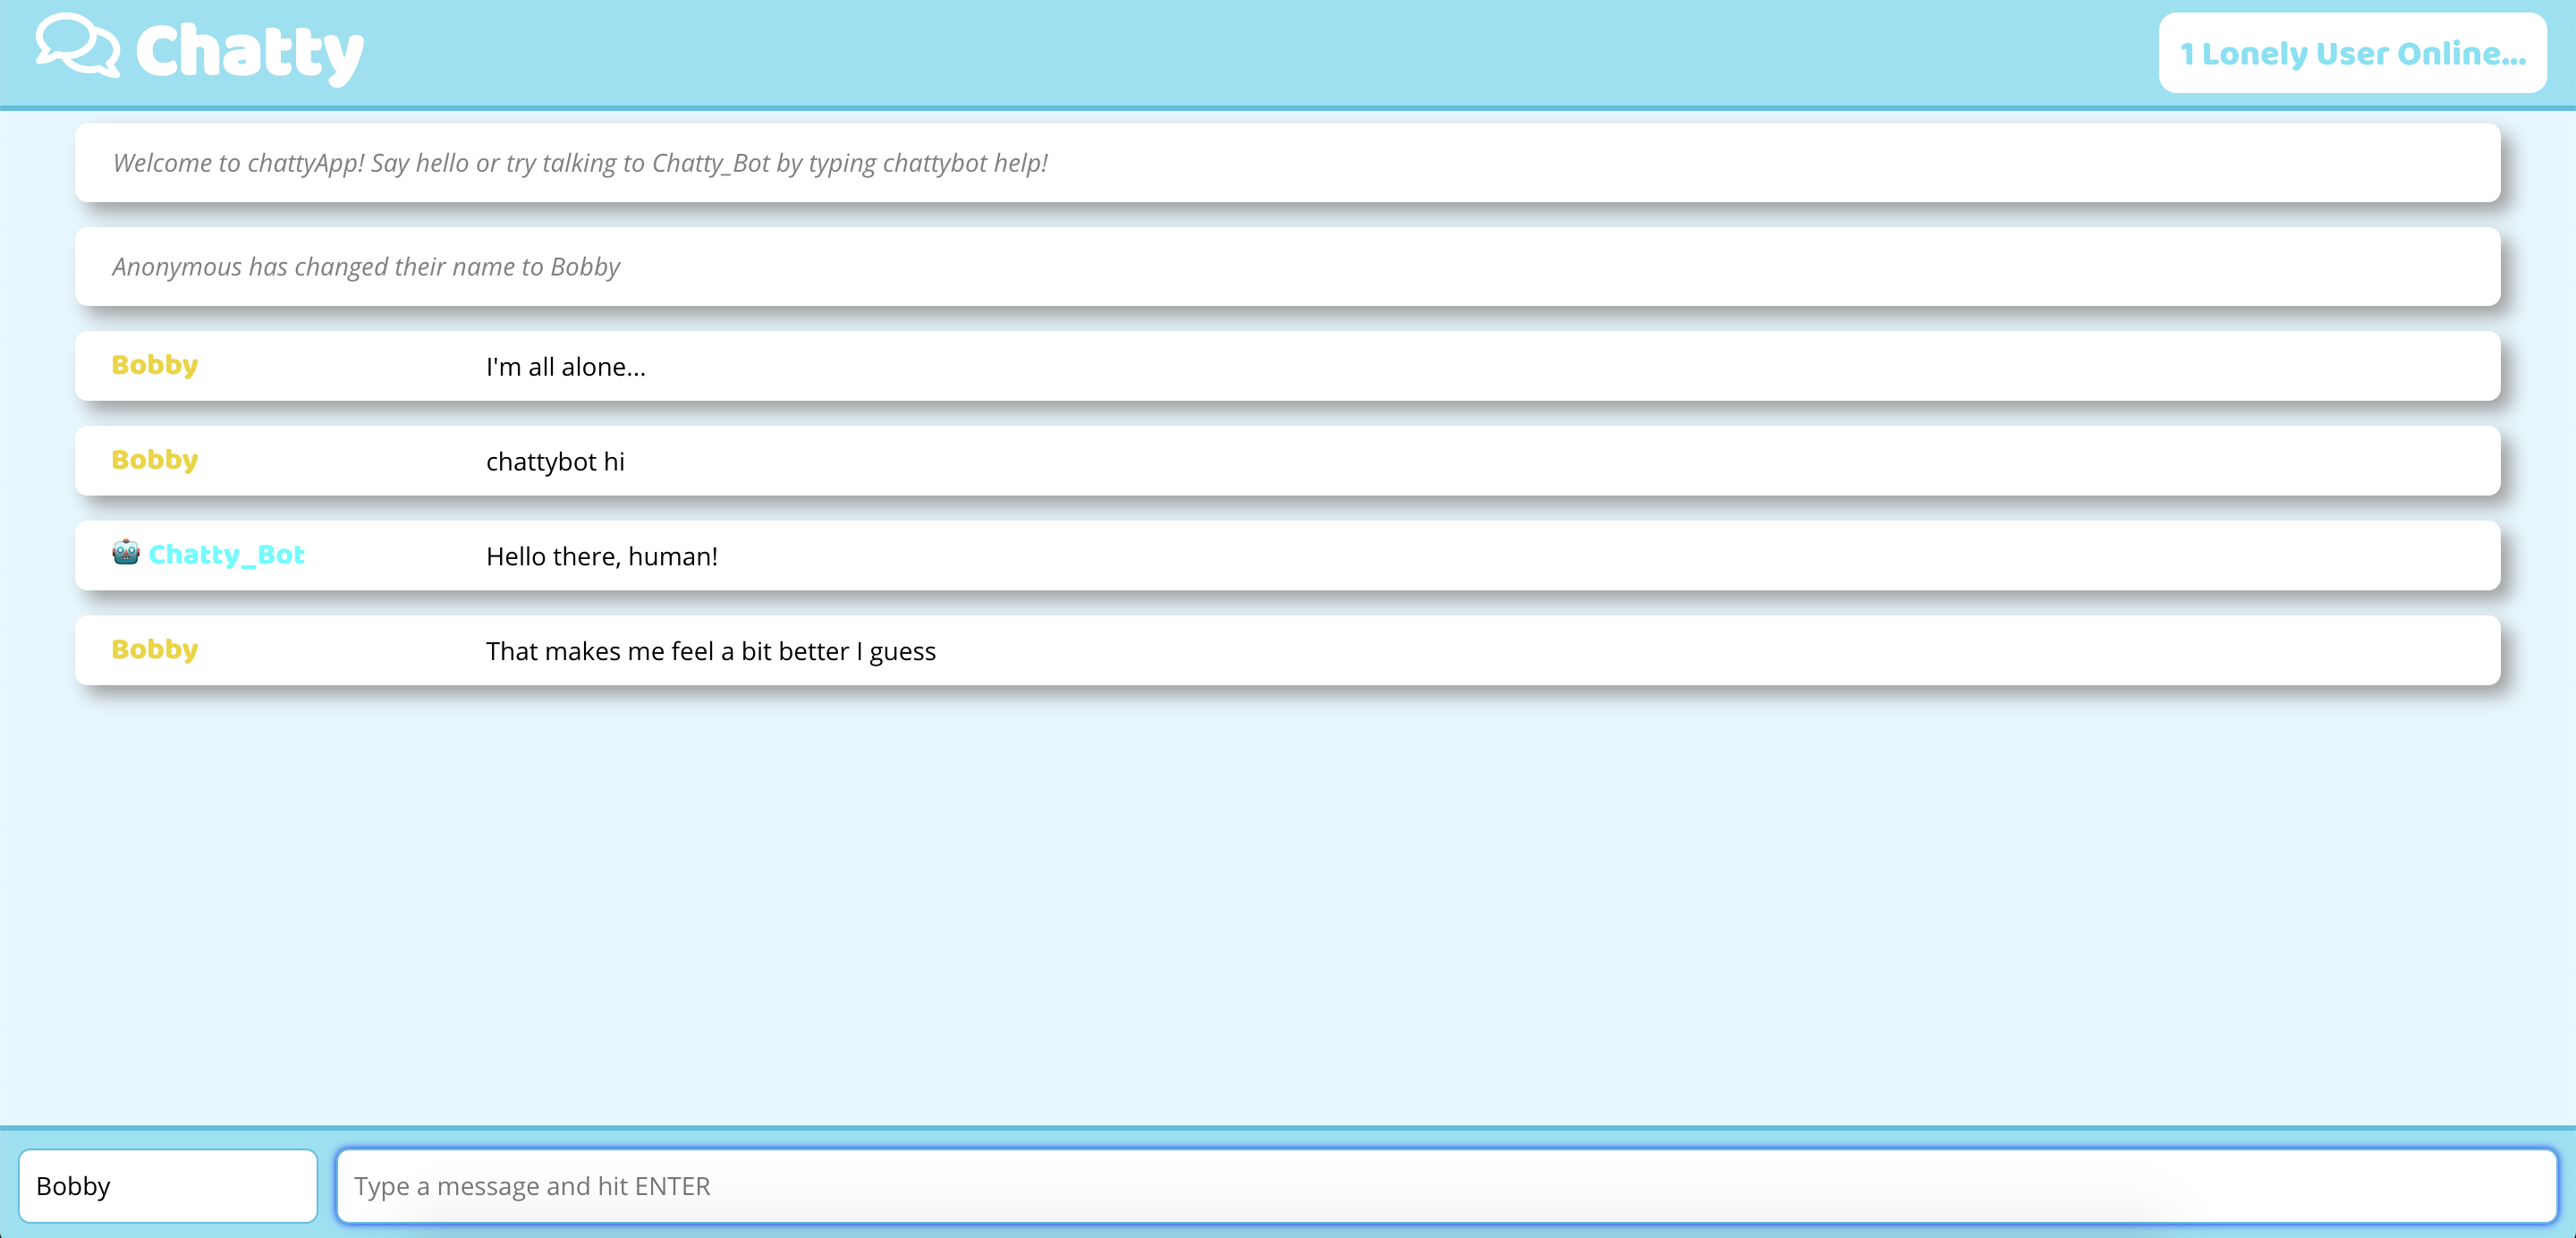 Chatty
1 Lonely User Online...
Welcome to chattyApp! Say hello or try talking to Chatty_Bot by typing chattybot help!
Anonymous has changed their name to Bobby
Bobby I'm all alone...
Bobby chattybot hi
🤖 Chatty_Bot Hello there, human!
Bobby That makes me feel a bit better I guess
Bobby Type a message and hit ENTER